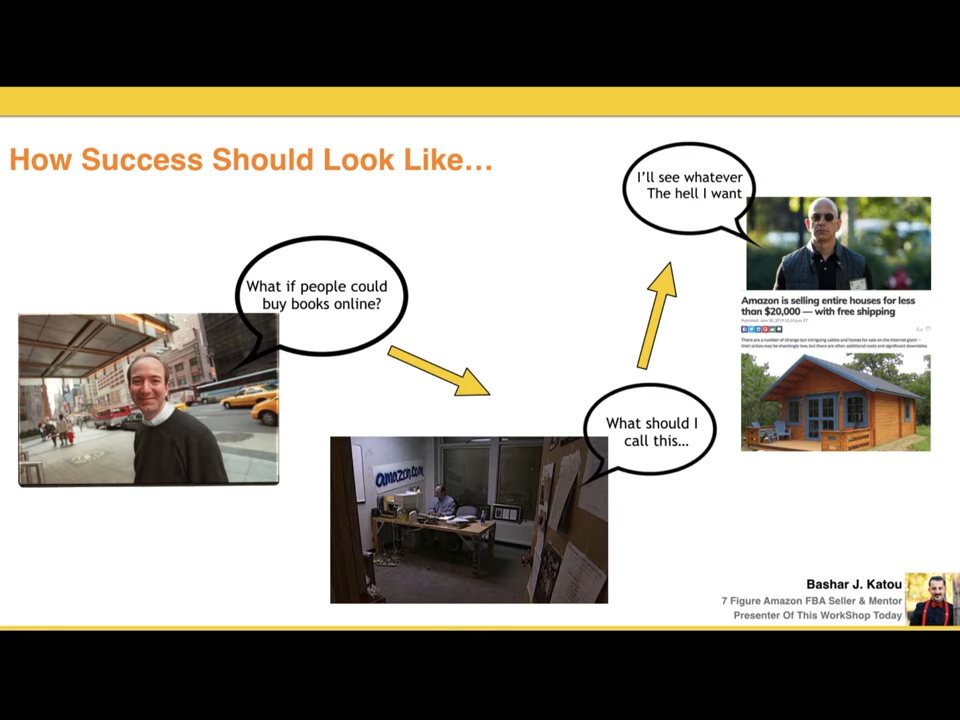 How Success Should Look Like...
I'll see whatever
The hell I want
What if people could
buy books online?
Amazon is selling entire houses for less
than $20,000 — with free shipping
What should I
call this...
amazon.com
Bashar J. Katou
7 Figure Amazon FBA Seller & Mentor
Presenter Of This WorkShop Today